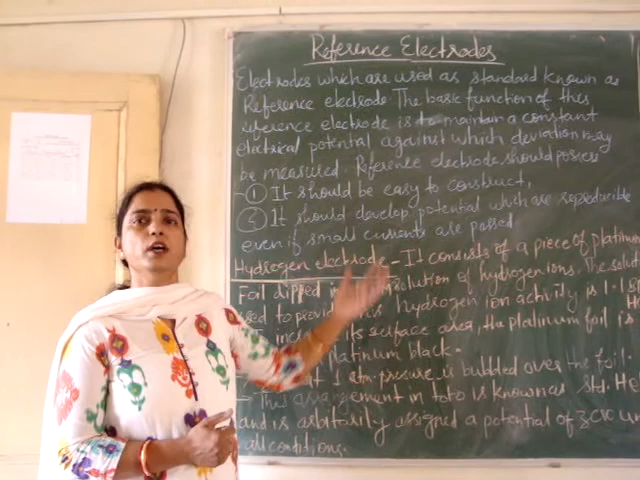 Reference Electrodes
Electrodes which are used as standard known as
Reference electrode. The basic function of this
reference electrode is to maintain a constant
electrical potential against which deviation may
be measured. Reference electrode should possess
① It should be easy to construct,
② It should develop potential which are reproducible
even if small currents are passed
Hydrogen electrode - It consists of a piece of platinum
Foil dipped in solution of hydrogen ions. The solution
used to provide hydrogen ion activity is
increase its surface area, the platinum foil is
platinum black.
1 atm. pressure is bubbled over the foil.
- This arrangement in toto is known as Std.
and is arbitarily assigned a potential of zero
all conditions.